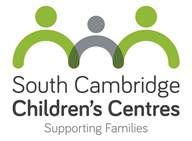 South Cambridge
Children's Centres
Supporting Families